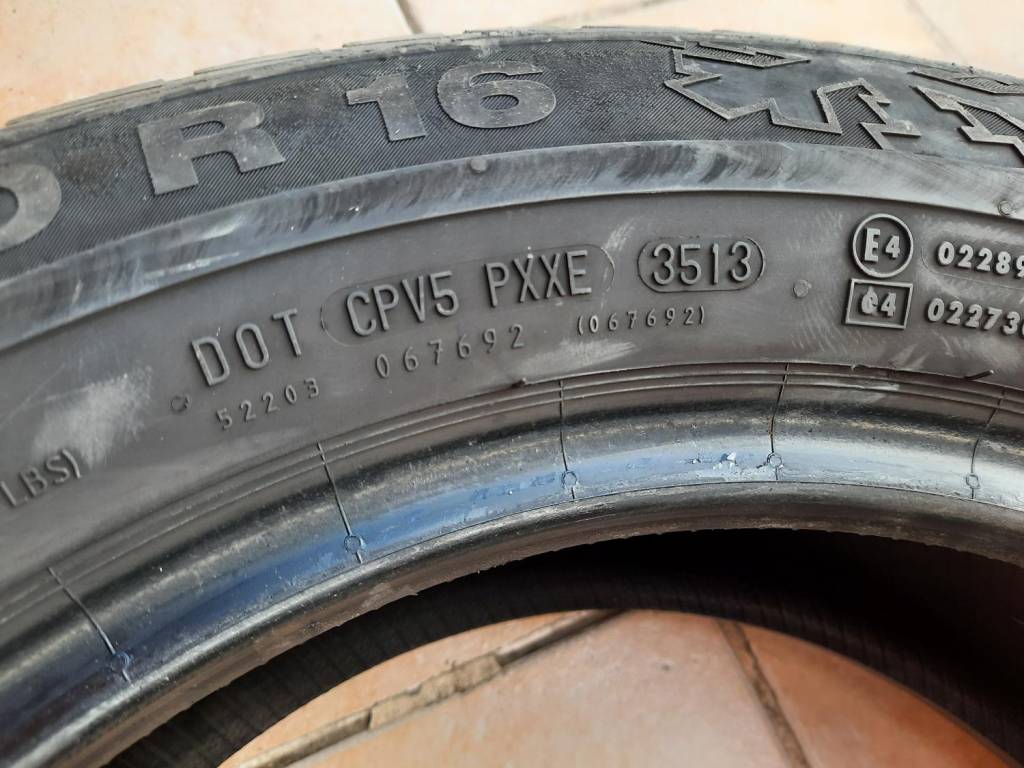 R 16
DOT CPV5 PXXE 3513
52203 067692 (067692)
E4 02289
e4 02273
LBS)